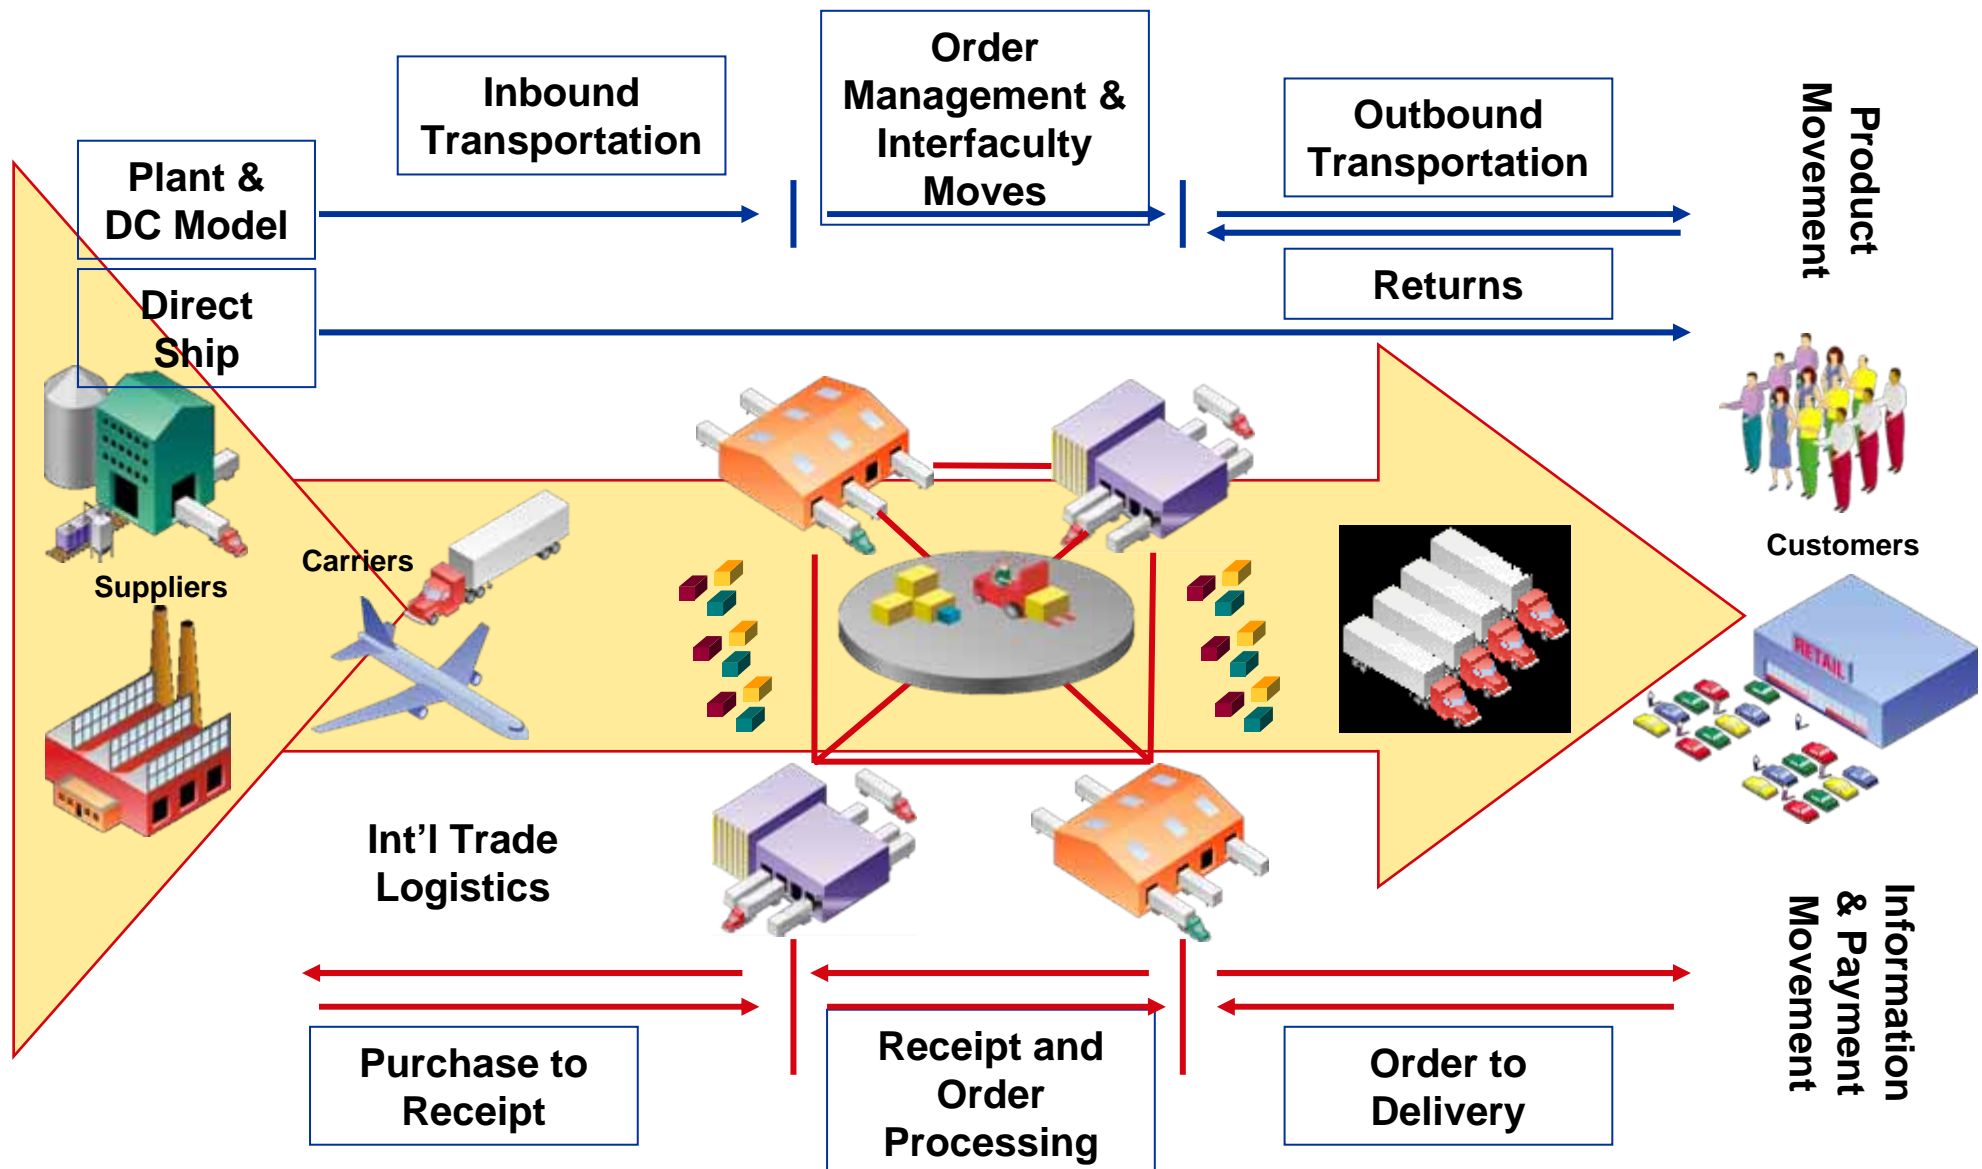 Order
Management &
Interfaculty
Moves
Inbound
Transportation
Outbound
Transportation
Product
Movement
Plant &
DC Model
Returns
Direct
Ship
Customers
Carriers
Suppliers
RETAIL
Int’l Trade
Logistics
Information
& Payment
Movement
Purchase to
Receipt
Receipt and
Order
Processing
Order to
Delivery